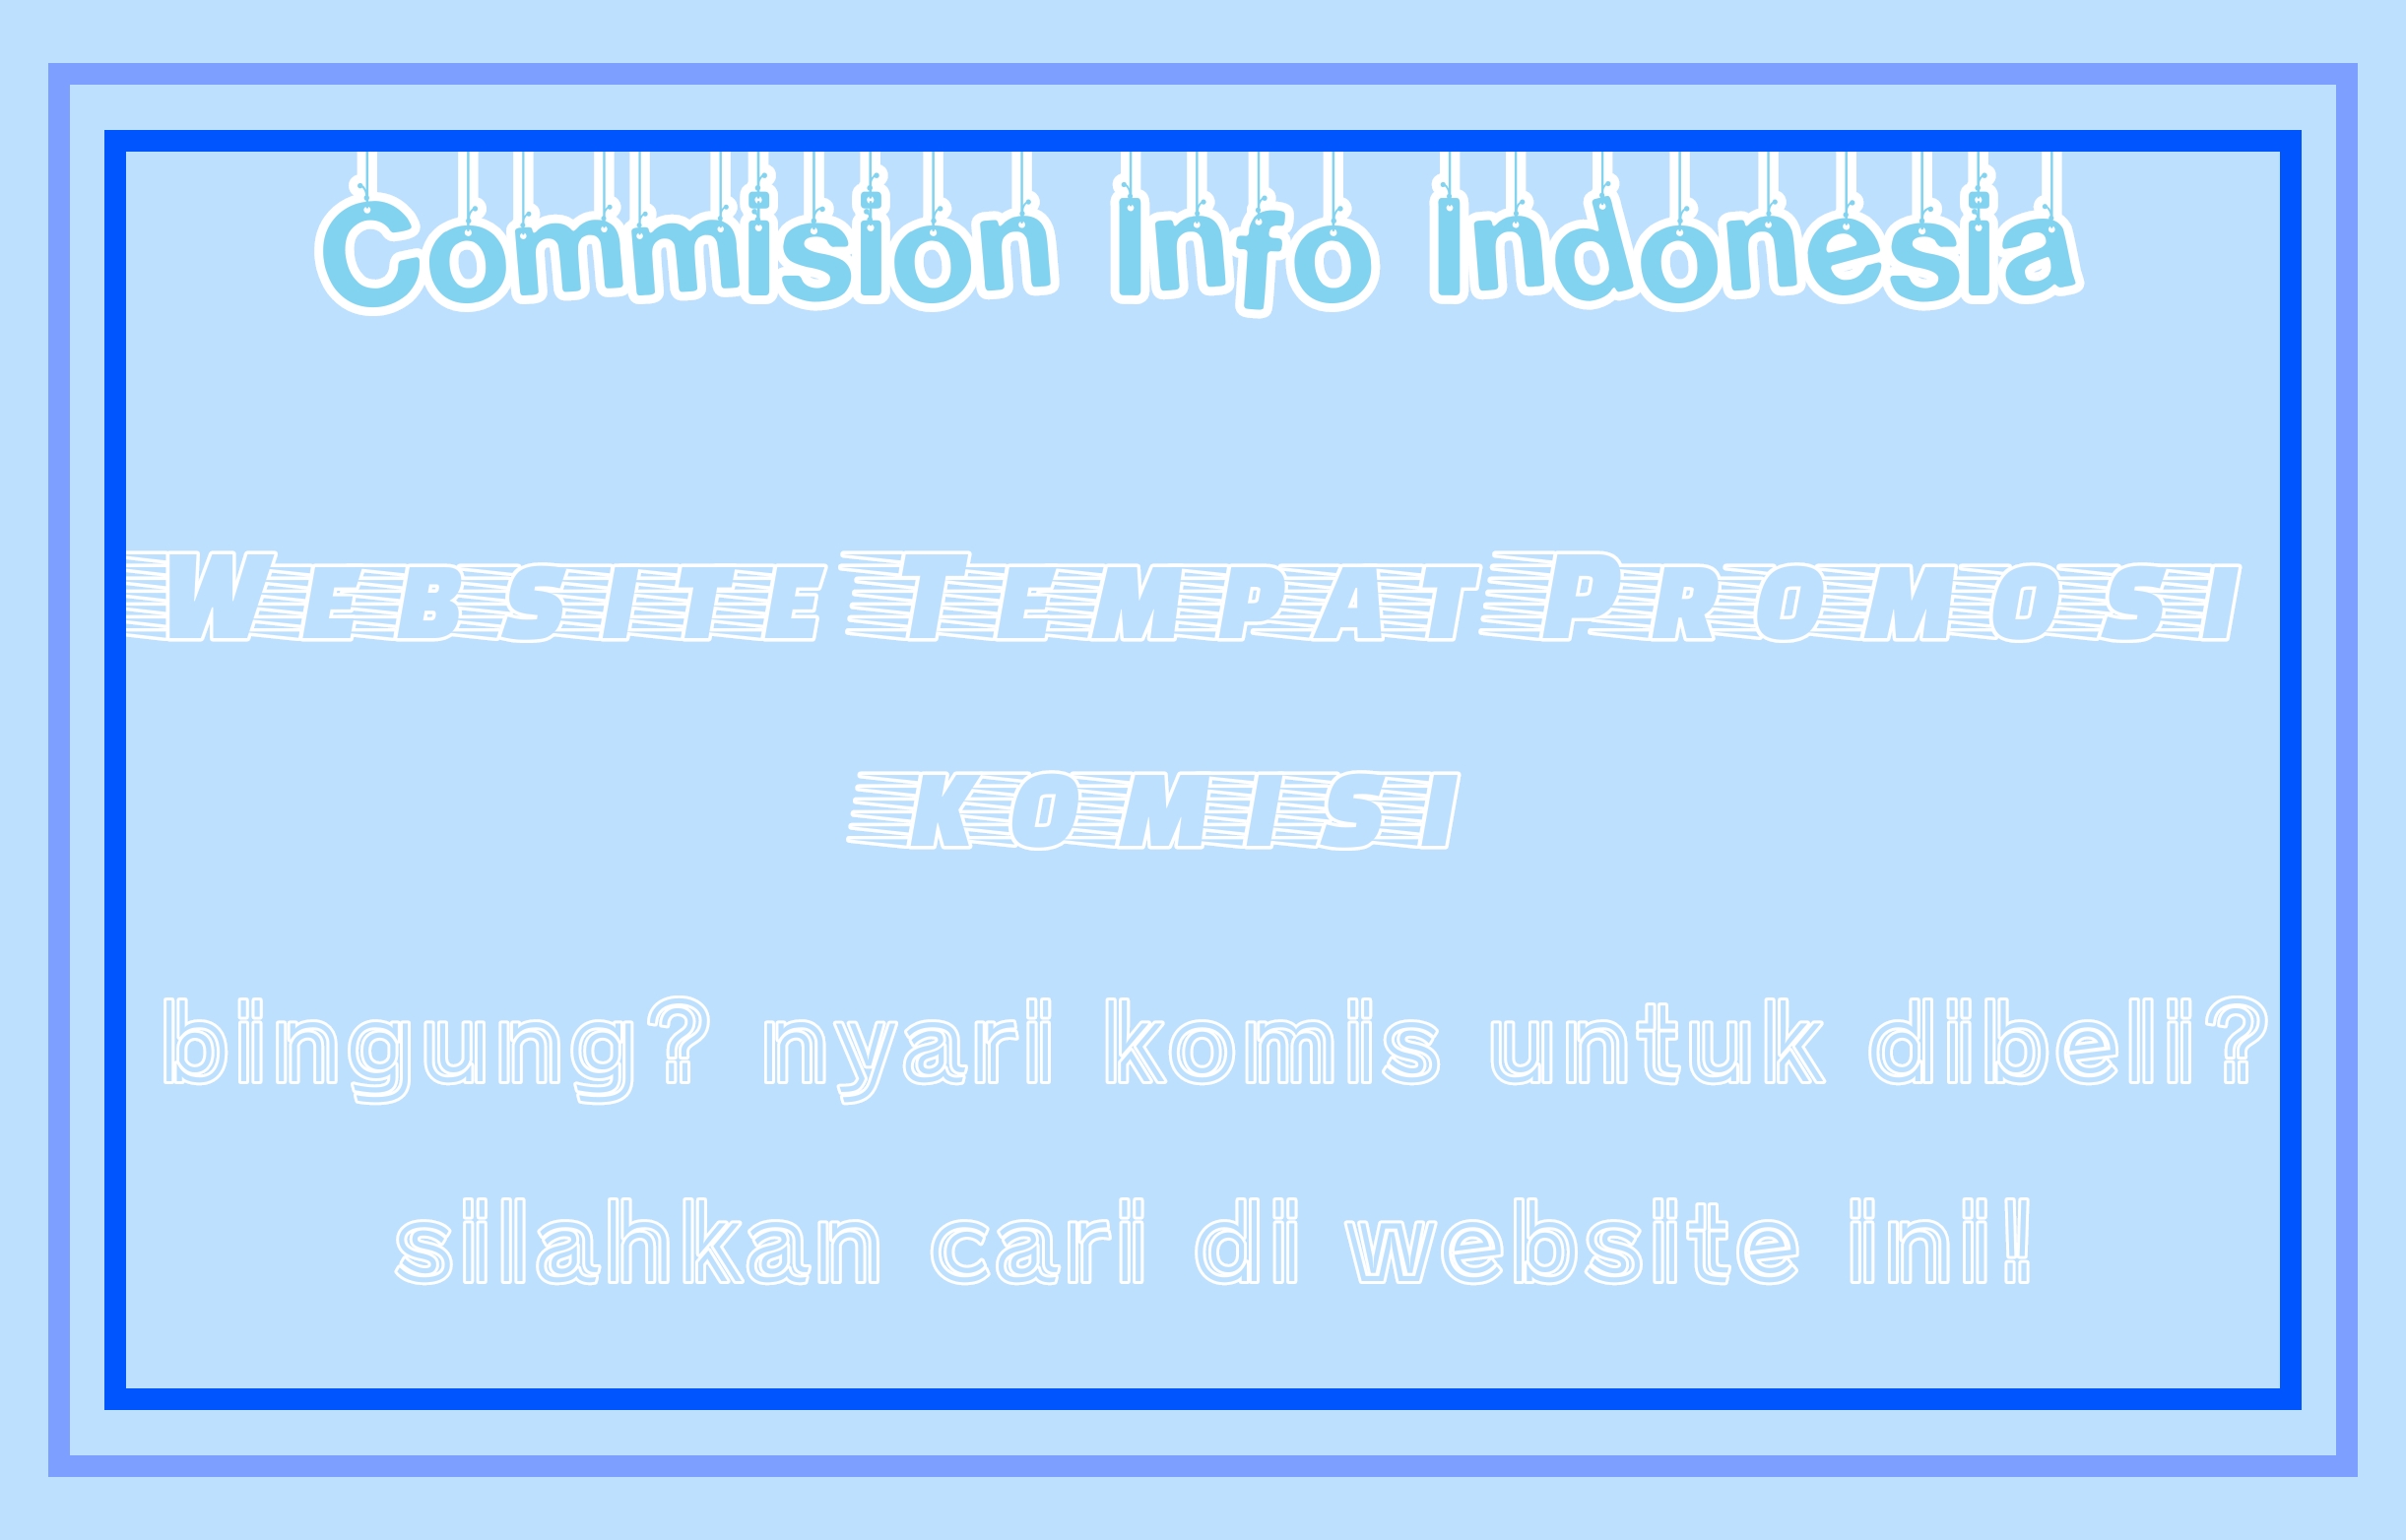 Commision Info Indonesia
WebSite Tempat Promosi
KOMISI
bingung? nyari komis untuk dibeli?
silahkan cari di website ini!